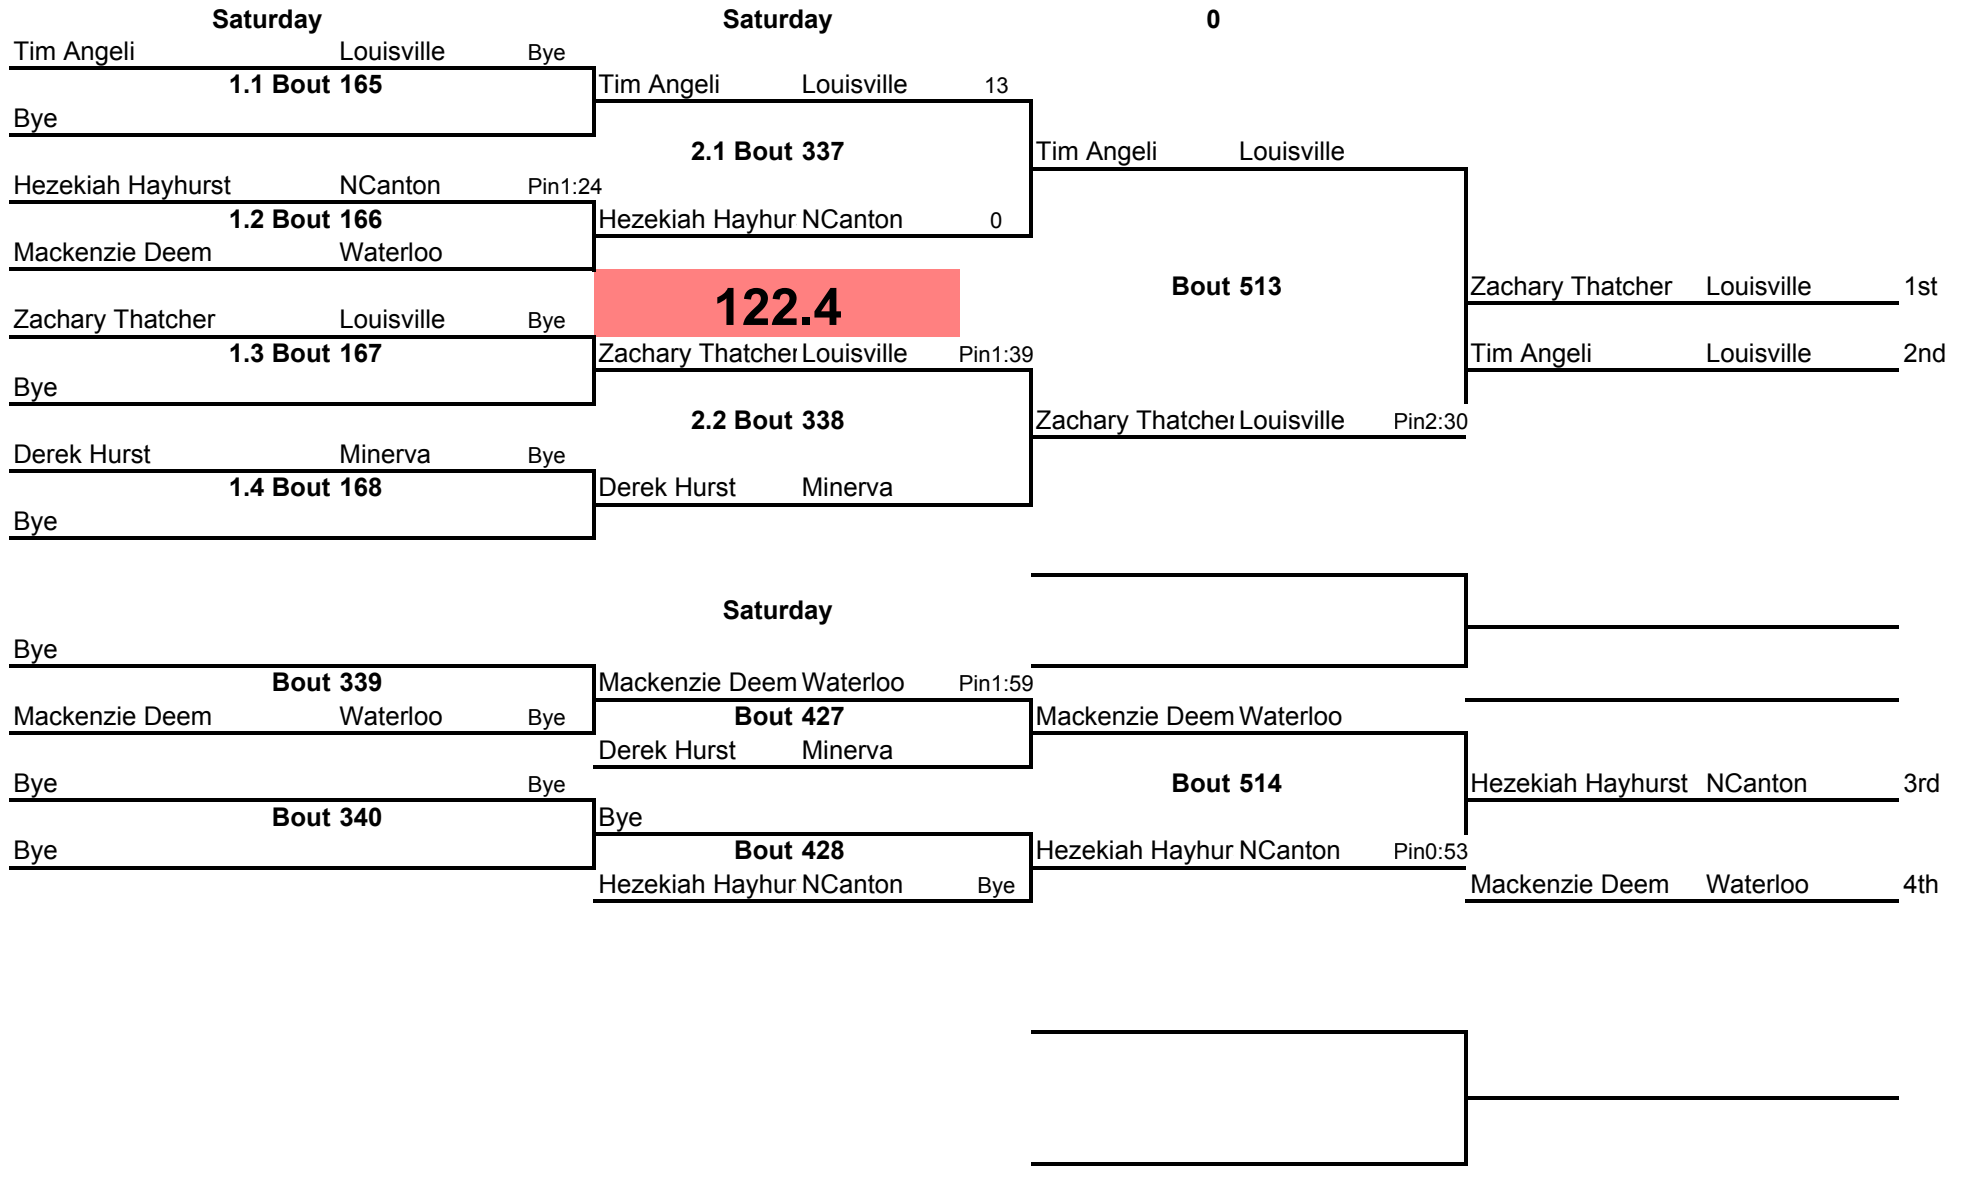 Saturday Saturday 0
Tim Angeli Louisville Bye
1.1 Bout 165 Tim Angeli Louisville 13
Bye
2.1 Bout 337 Tim Angeli Louisville
Hezekiah Hayhurst NCanton Pin1:24
1.2 Bout 166 Hezekiah Hayhur NCanton 0
Mackenzie Deem Waterloo
122.4 Bout 513 Zachary Thatcher Louisville 1st
Zachary Thatcher Louisville Bye
1.3 Bout 167 Zachary Thatcher Louisville Pin1:39 Tim Angeli Louisville 2nd
Bye
2.2 Bout 338 Zachary Thatcher Louisville Pin2:30
Derek Hurst Minerva Bye
1.4 Bout 168 Derek Hurst Minerva
Bye
Saturday
Bye
Bout 339 Mackenzie Deem Waterloo Pin1:59
Mackenzie Deem Waterloo Bye Bout 427 Mackenzie Deem Waterloo
Derek Hurst Minerva
Bye Bye Bout 514 Hezekiah Hayhurst NCanton 3rd
Bout 340 Bye
Bye Bout 428 Hezekiah Hayhur NCanton Pin0:53
Hezekiah Hayhur NCanton Bye Mackenzie Deem Waterloo 4th